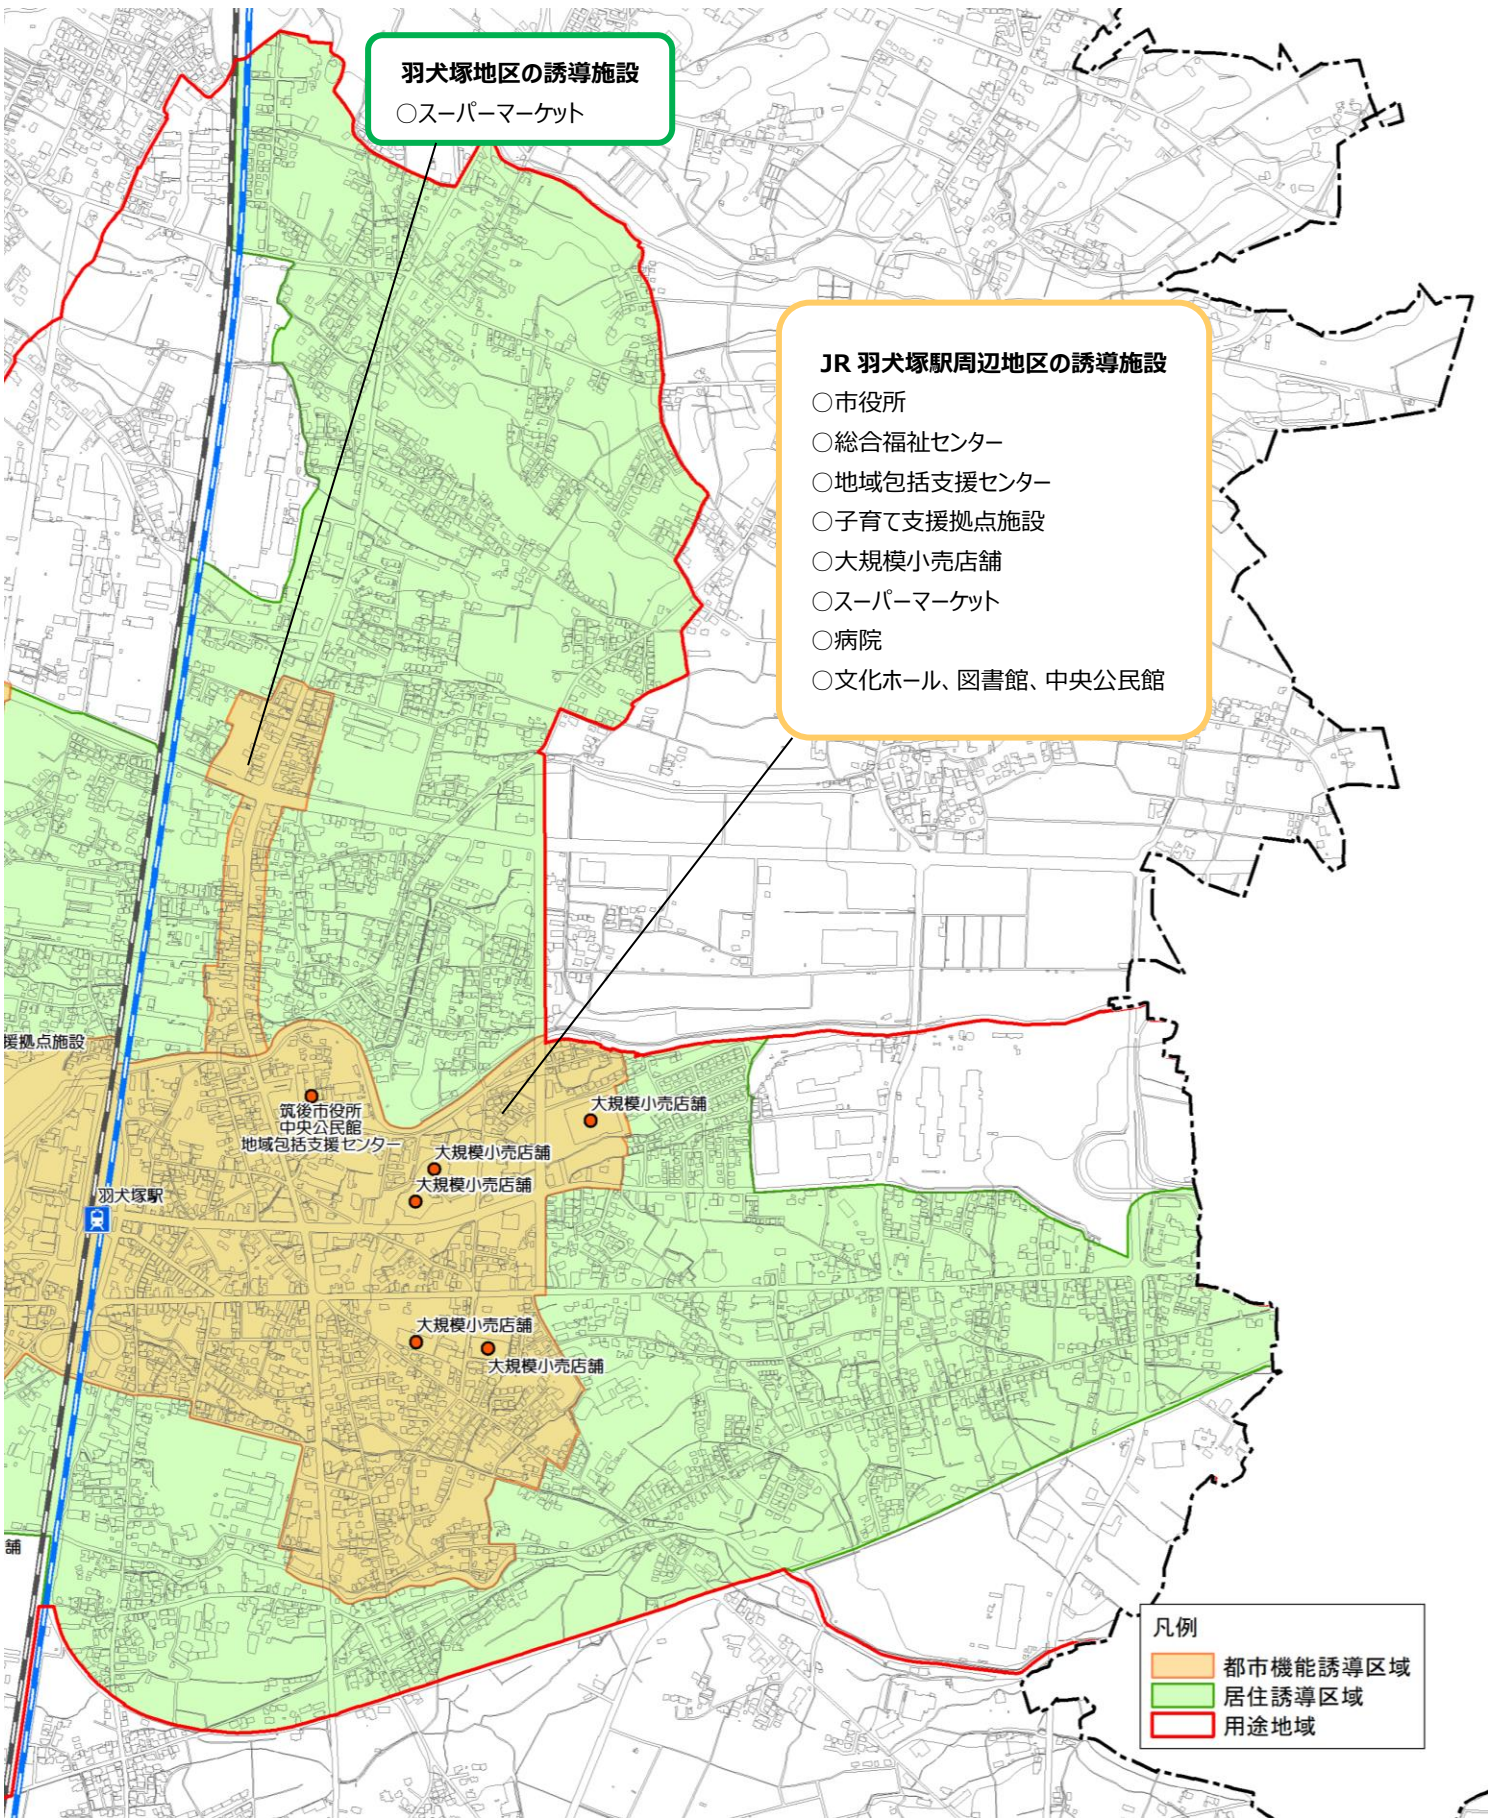 羽犬塚地区の誘導施設
○スーパーマーケット
JR 羽犬塚駅周辺地区の誘導施設
○市役所
○総合福祉センター
○地域包括支援センター
○子育て支援拠点施設
○大規模小売店舗
○スーパーマーケット
○病院
○文化ホール、図書館、中央公民館
援拠点施設
筑後市役所
中央公民館
地域包括支援センター
大規模小売店舗
大規模小売店舗
大規模小売店舗
羽犬塚駅
大規模小売店舗
大規模小売店舗
舗
凡例
都市機能誘導区域
居住誘導区域
用途地域